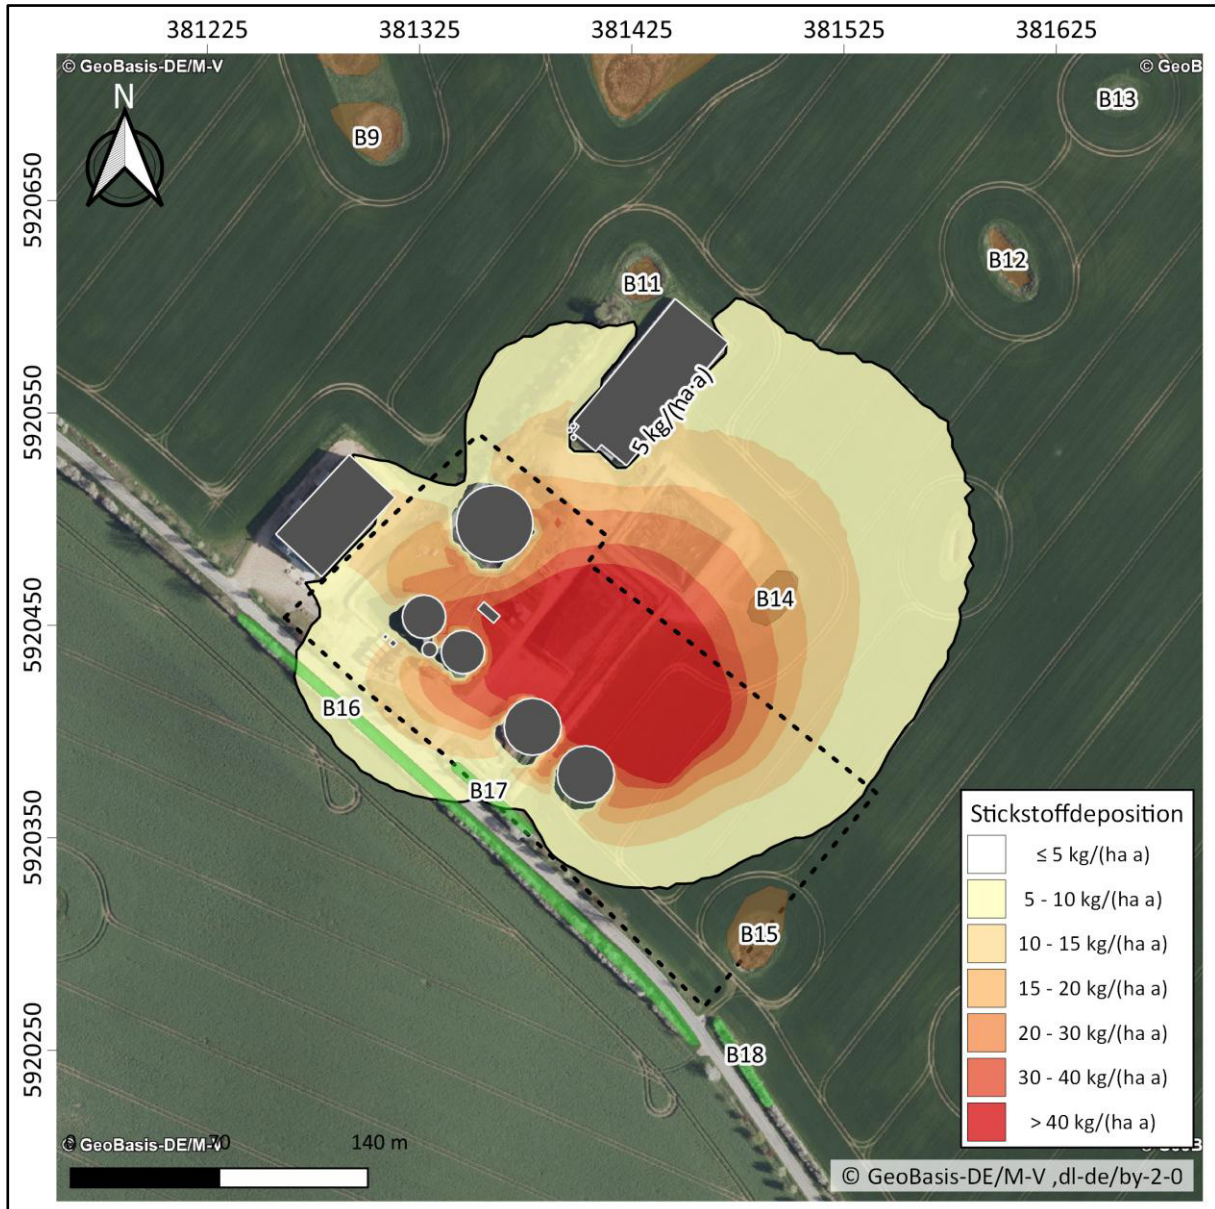 381225 381325 381425 381525 381625
© GeoBasis-DE/M-V © GeoB
N
B13
B9
5920650
B12
B11
5 kg/(ha·a)
5920550
5920450
B14
B16
B17
5920350
Stickstoffdeposition
≤ 5 kg/(ha a)
5 - 10 kg/(ha a)
10 - 15 kg/(ha a)
15 - 20 kg/(ha a)
20 - 30 kg/(ha a)
30 - 40 kg/(ha a)
> 40 kg/(ha a)
B15
5920250
B18
0 70 140 m
© GeoBasis-DE/M-V © GeoB
© GeoBasis-DE/M-V ,dl-de/by-2-0